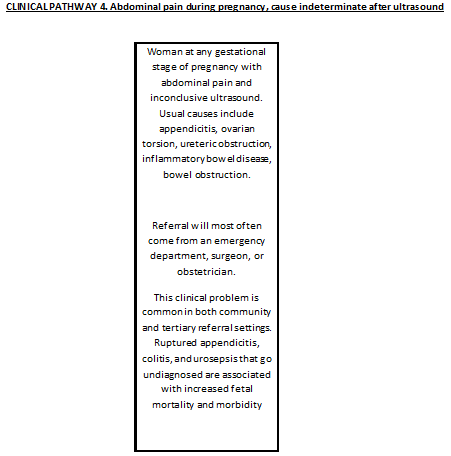 CLINICAL PATHWAY 4. Abdominal pain during pregnancy, cause indeterminate after ultrasound
Woman at any gestational
stage of pregnancy with
abdominal pain and
inconclusive ultrasound.
Usual causes include
appendicitis, ovarian
torsion, ureteric obstruction,
inflammatory bowel disease,
bowel obstruction.
Referral will most often
come from an emergency
department, surgeon, or
obstetrician.
This clinical problem is
common in both community
and tertiary referral settings.
Ruptured appendicitis,
colitis, and urosepsis that go
undiagnosed are associated
with increased fetal
mortality and morbidity